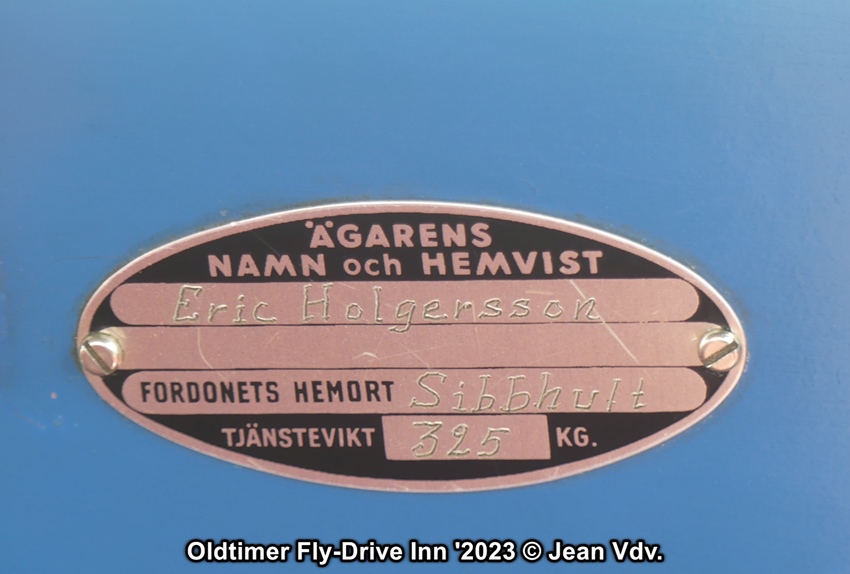 ÄGARENS
NAMN och HEMVIST
Eric Holgersson
FORDONETS HEMORT Sibbhult
TJÄNSTEVIKT 325 KG.
Oldtimer Fly-Drive Inn '2023 © Jean Vdv.